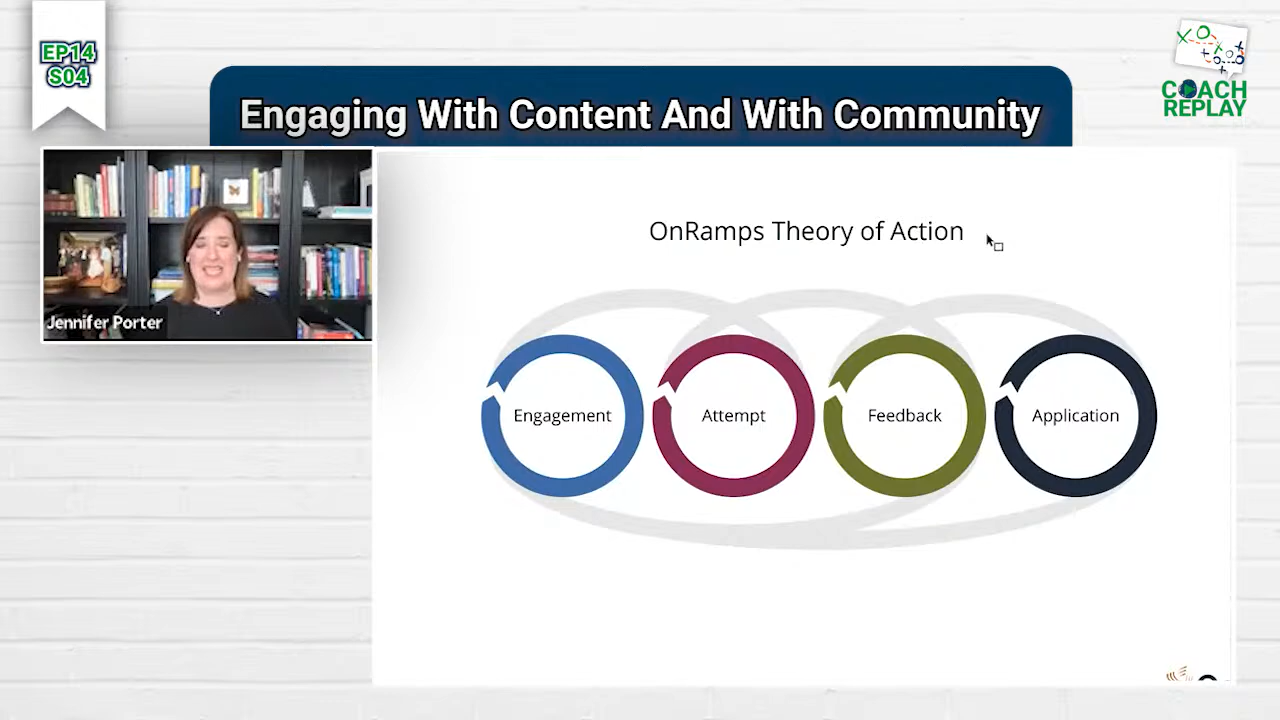 EP14
S04
Engaging With Content And With Community
COACH
REPLAY
Jennifer Porter
OnRamps Theory of Action
Engagement
Attempt
Feedback
Application